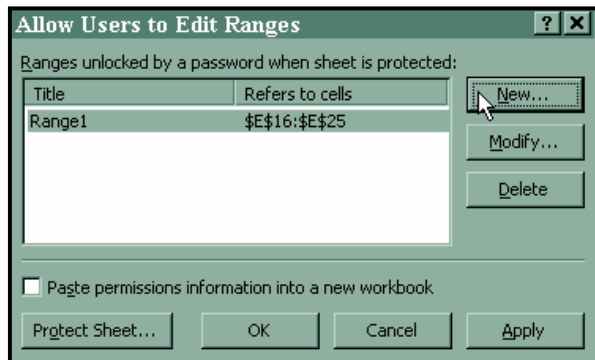 Allow Users to Edit Ranges
Ranges unlocked by a password when sheet is protected:
Title Refers to cells
Range1 $E$16:$E$25
New...
Modify...
Delete
Paste permissions information into a new workbook
Protect Sheet... OK Cancel Apply